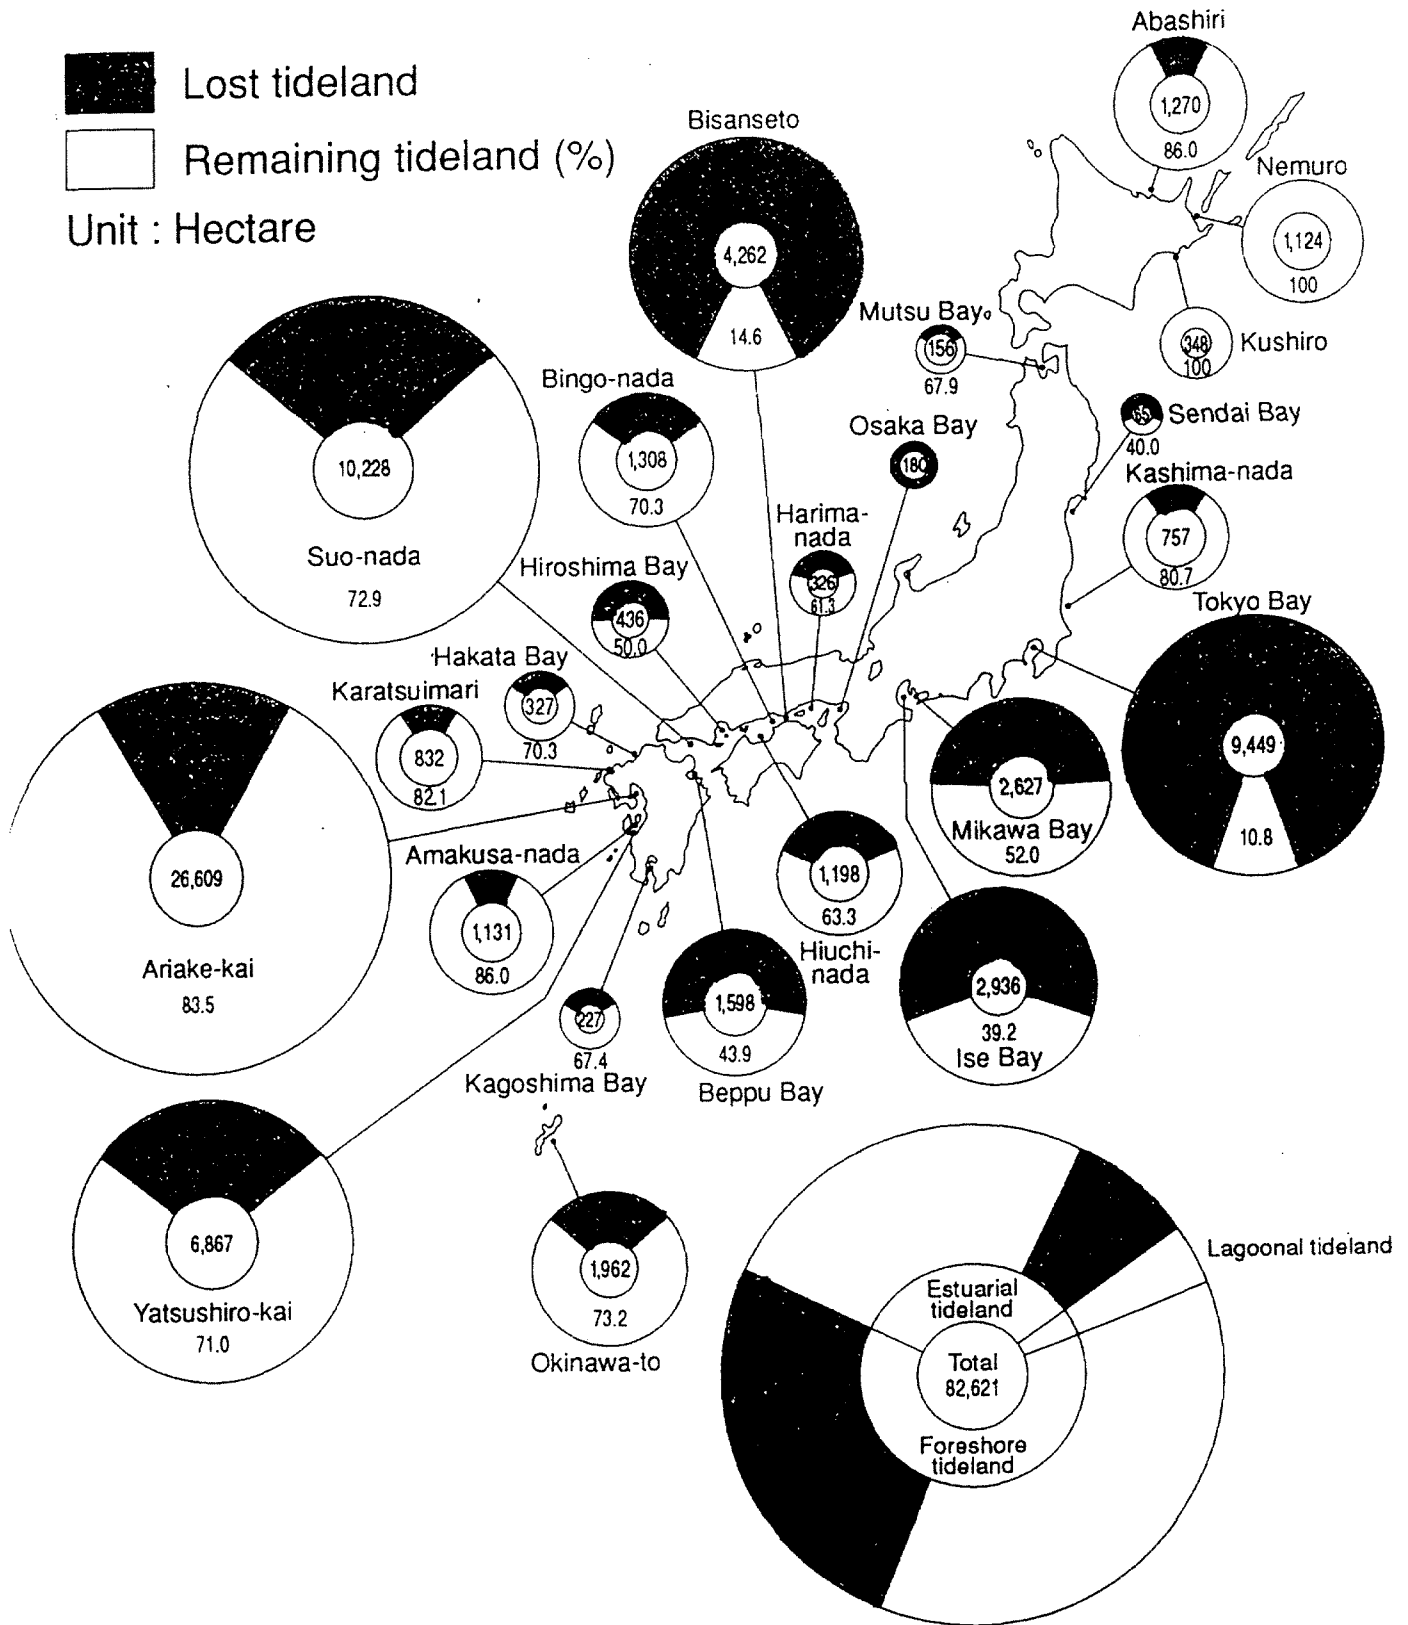 Lost tideland
Remaining tideland (%)
Unit : Hectare
Abashiri
1,270
86.0
Nemuro
1,124
100
Kushiro
348
100
Bisanseto
4,262
14.6
Mutsu Bay
156
67.9
Sendai Bay
65
40.0
Bingo-nada
1,308
70.3
Osaka Bay
180
Kashima-nada
757
80.7
10,228
Suo-nada
72.9
Harima-
nada
326
61.3
Hiroshima Bay
436
50.0
Tokyo Bay
9,449
10.8
Hakata Bay
327
70.3
Karatsuimari
832
82.1
2,627
Mikawa Bay
52.0
26,609
Ariake-kai
83.5
Amakusa-nada
1,131
86.0
1,198
63.3
Hiuchi-
nada
2,936
39.2
Ise Bay
227
67.4
Kagoshima Bay
1,598
43.9
Beppu Bay
6,867
Yatsushiro-kai
71.0
1,962
73.2
Okinawa-to
Lagoonal tideland
Estuarial
tideland
Total
82,621
Foreshore
tideland